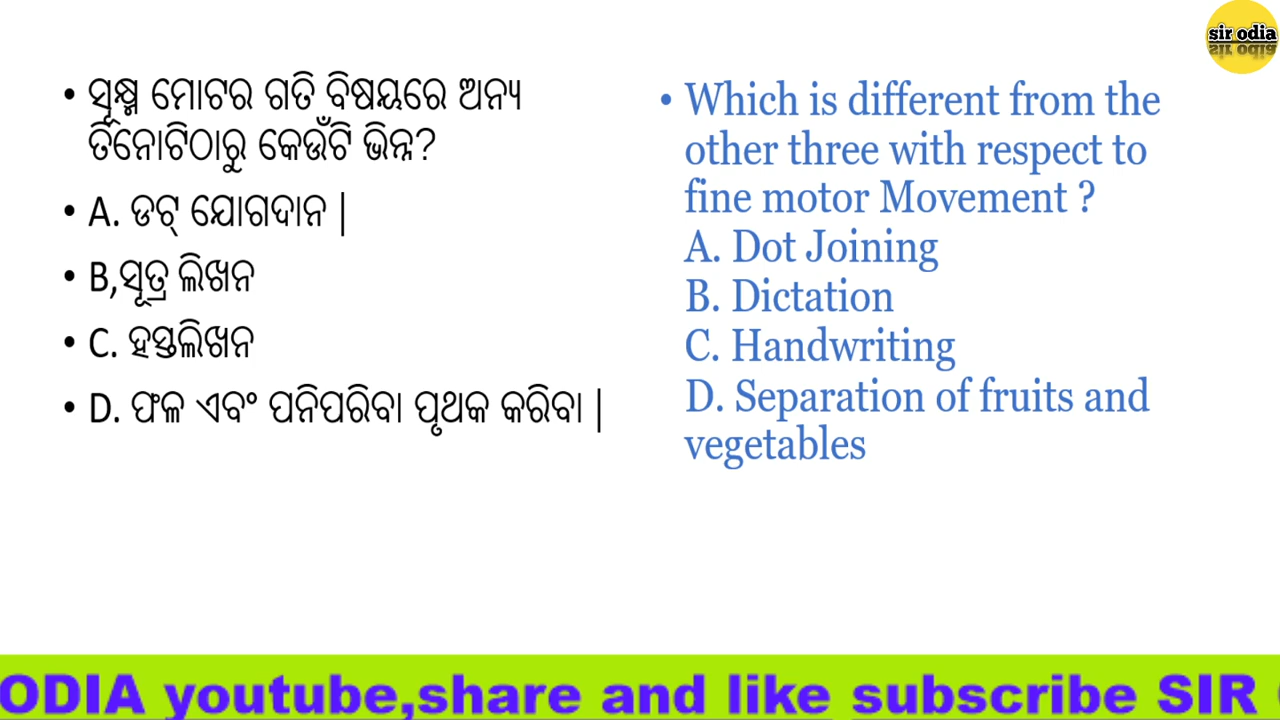 sir odia
• ସୂକ୍ଷ୍ମ ମୋଟର ଗତି ବିଷୟରେ ଅନ୍ୟ
ତିନୋଟିଠାରୁ କେଉଁଟି ଭିନ୍ନ?
• A. ଡଟ୍ ଯୋଗଦାନ |
• B,ସୂତ୍ର ଲିଖନ
• C. ହସ୍ତଲିଖନ
• D. ଫଳ ଏବଂ ପନିପରିବା ପୃଥକ କରିବା |
• Which is different from the
other three with respect to
fine motor Movement ?
A. Dot Joining
B. Dictation
C. Handwriting
D. Separation of fruits and
vegetables
ODIA youtube,share and like subscribe SIR